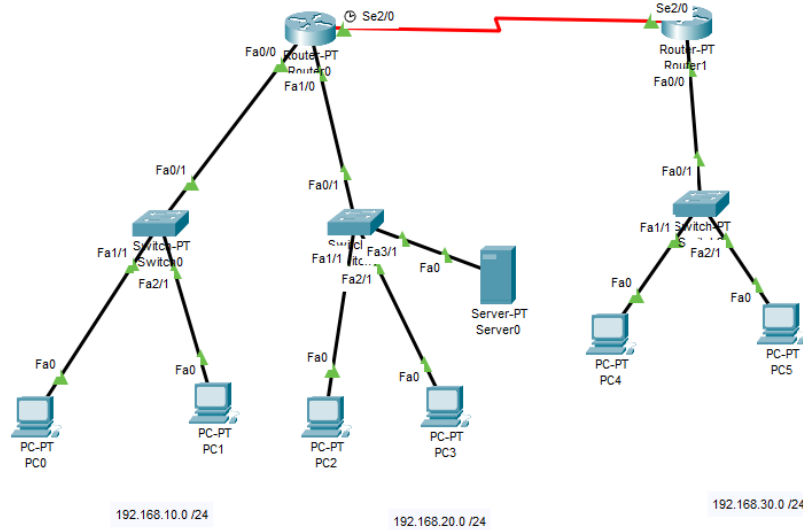 Se2/0
Se2/0
Router-PT
Router0
Router-PT
Router1
Fa0/0
Fa1/0
Fa0/0
Fa0/1
Fa0/1
Fa0/1
Switch-PT
Switch0
Fa1/1
Fa2/1
Fa1/1
Fa3/1
Fa2/1
Fa0
Server-PT
Server0
Switch-PT
Fa1/1
Fa2/1
Fa0
Fa0
PC-PT
PC4
PC-PT
PC5
Fa0
Fa0
Fa0
Fa0
PC-PT
PC0
PC-PT
PC1
PC-PT
PC2
PC-PT
PC3
192.168.10.0 /24
192.168.20.0 /24
192.168.30.0 /24